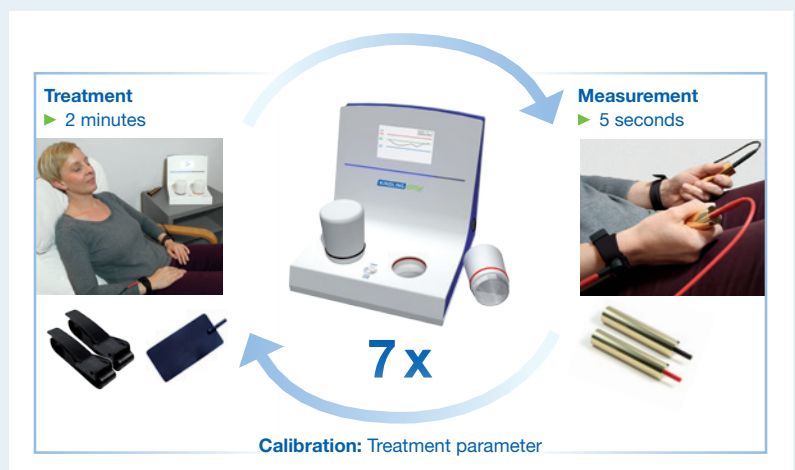 Treatment
► 2 minutes
Measurement
► 5 seconds
7 x
Calibration: Treatment parameter